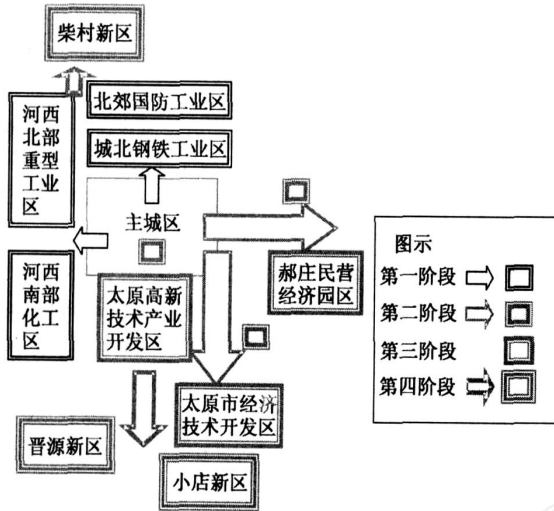 柴村新区
北郊国防工业区
河西
北部
重型
工业
区
城北钢铁工业区
主城区
图示
第一阶段
第二阶段
第三阶段
第四阶段
河西
南部
化工
区
太原高新
技术产业
开发区
郝庄民营
经济园区
太原市经济
技术开发区
晋源新区
小店新区